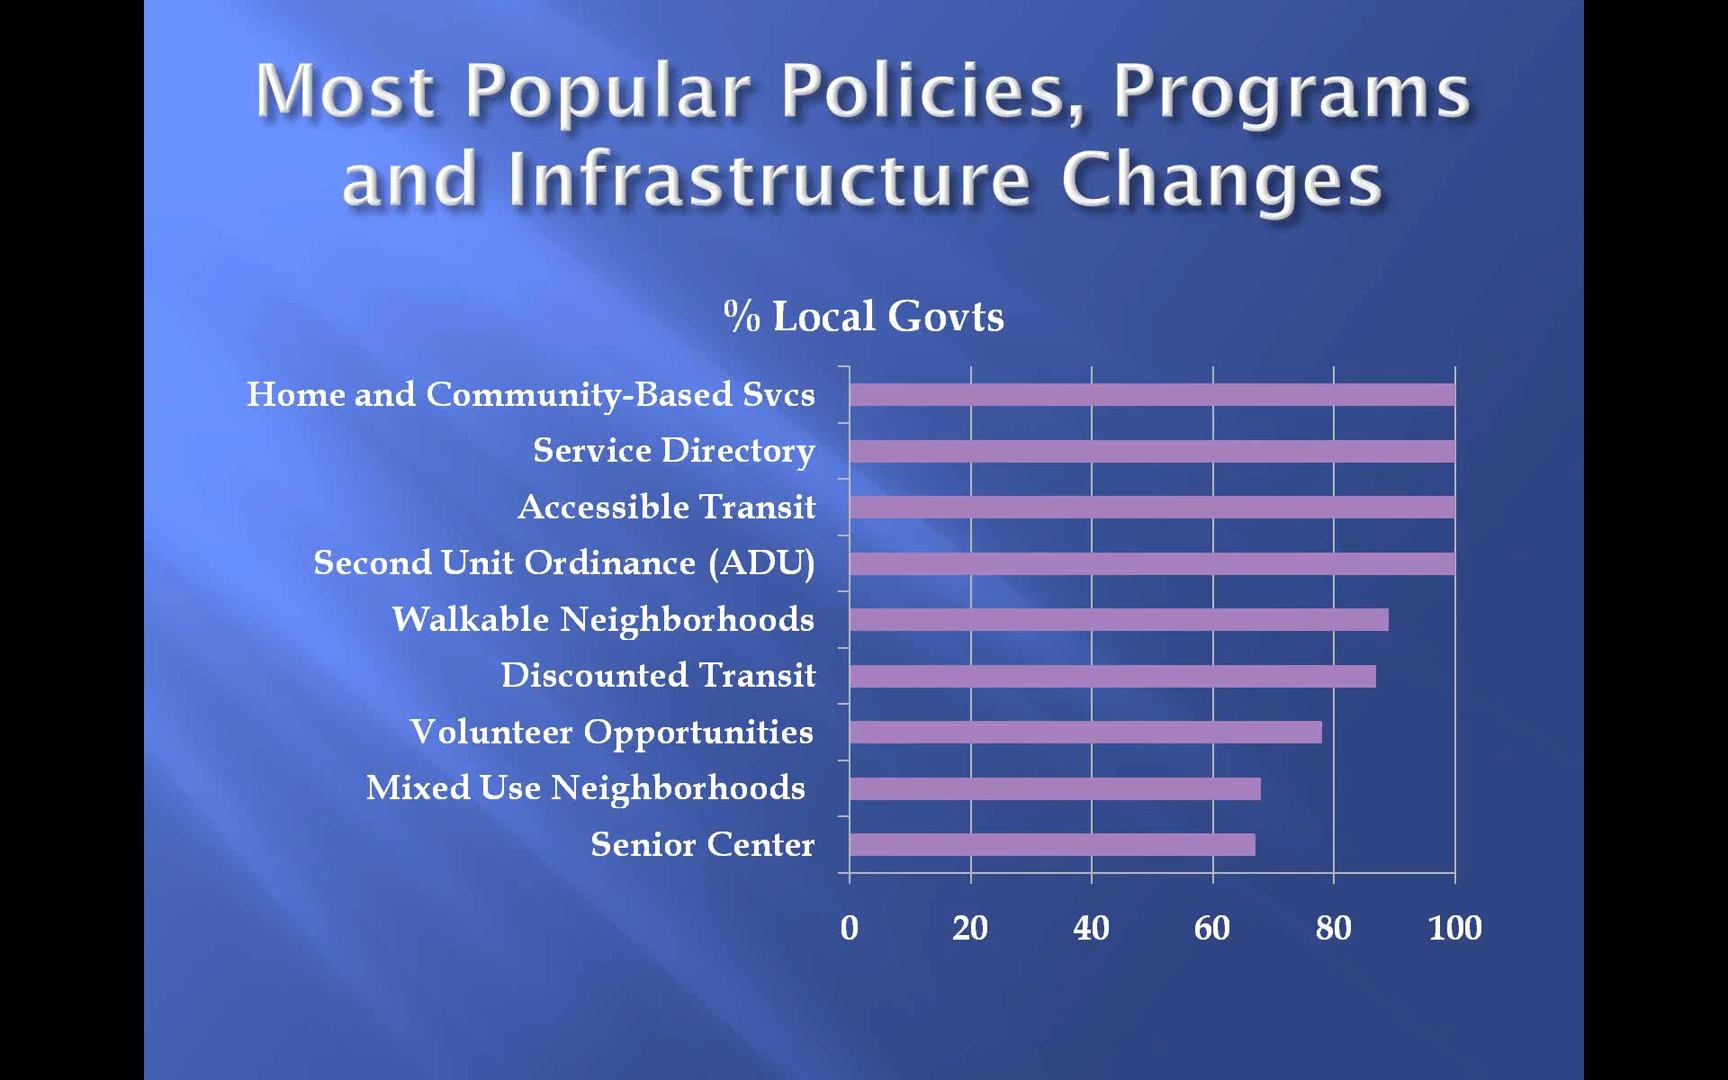 Most Popular Policies, Programs
and Infrastructure Changes
% Local Govts
Home and Community-Based Svcs
Service Directory
Accessible Transit
Second Unit Ordinance (ADU)
Walkable Neighborhoods
Discounted Transit
Volunteer Opportunities
Mixed Use Neighborhoods
Senior Center
0 20 40 60 80 100